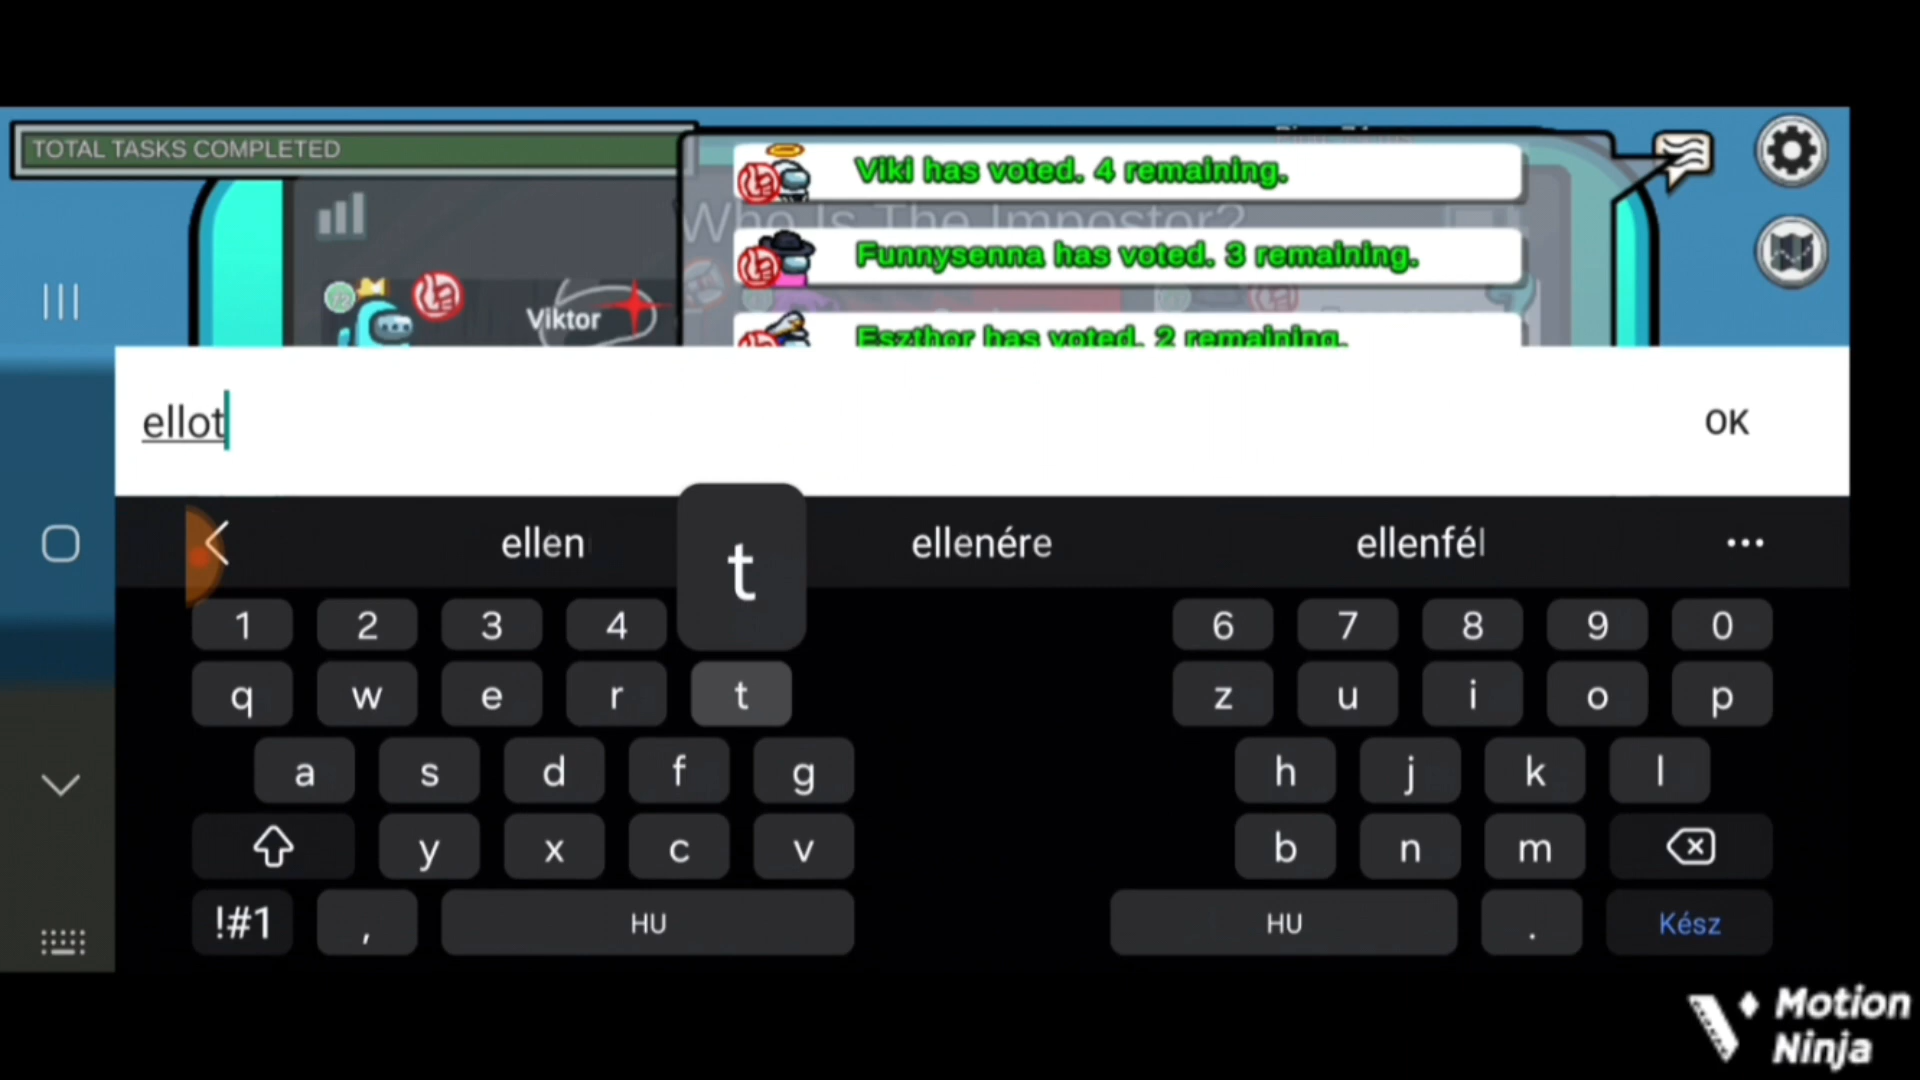 TOTAL TASKS COMPLETED
Viki has voted. 4 remaining.
Who Is The Impostor?
Funnysenna has voted. 3 remaining.
Viktor
Eszthor has voted. 2 remaining.
ellot
OK
ellen
ellenére
ellenfél
t
1 2 3 4 6 7 8 9 0
q w e r t z u i o p
a s d f g h j k l
y x c v b n m
!#1 , HU HU . Kész
Motion
Ninja